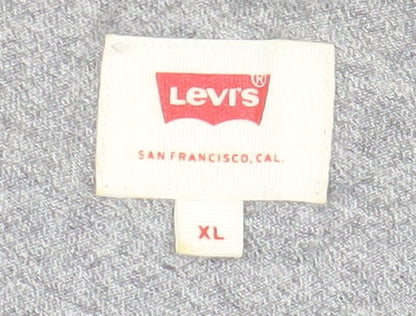 Levi's®
SAN FRANCISCO, CAL.
XL